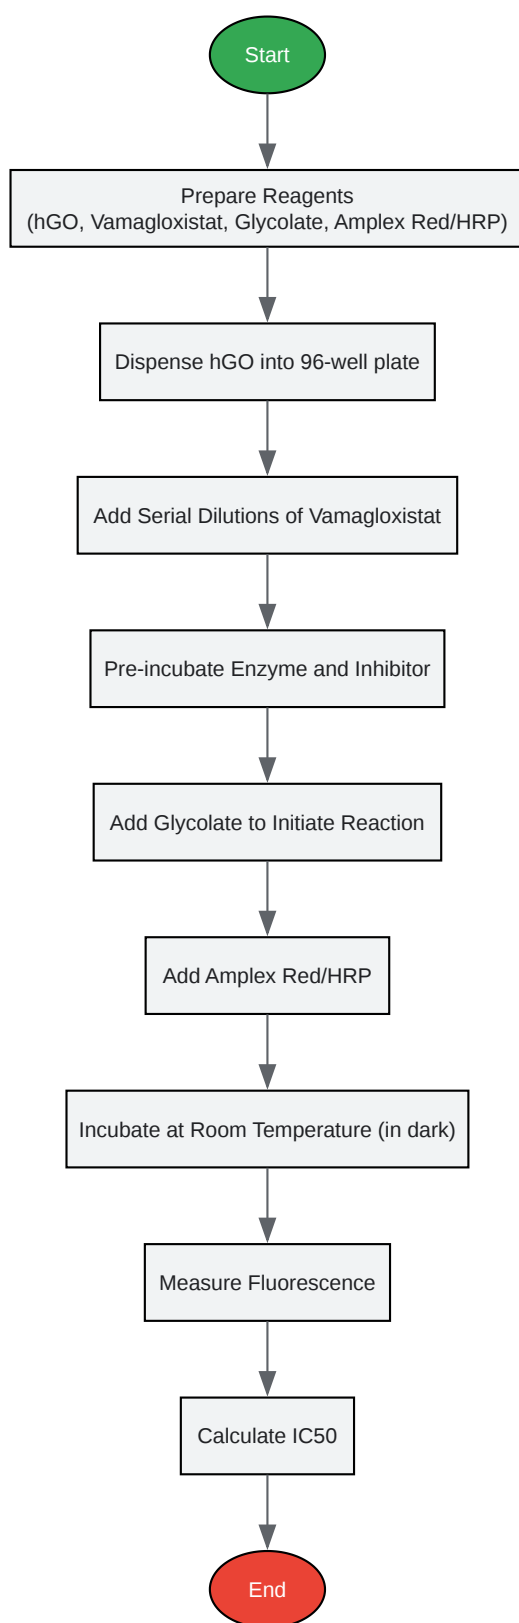 Start
Prepare Reagents
(hGO, Vamagloxistat, Glycolate, Amplex Red/HRP)
Dispense hGO into 96-well plate
Add Serial Dilutions of Vamagloxistat
Pre-incubate Enzyme and Inhibitor
Add Glycolate to Initiate Reaction
Add Amplex Red/HRP
Incubate at Room Temperature (in dark)
Measure Fluorescence
Calculate IC50
End